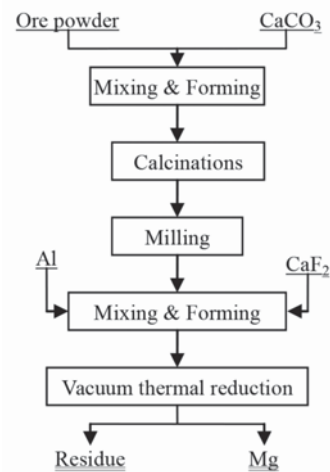 Ore powder CaCO₃
Mixing & Forming
Calcinations
Milling
Al CaF₂
Mixing & Forming
Vacuum thermal reduction
Residue Mg